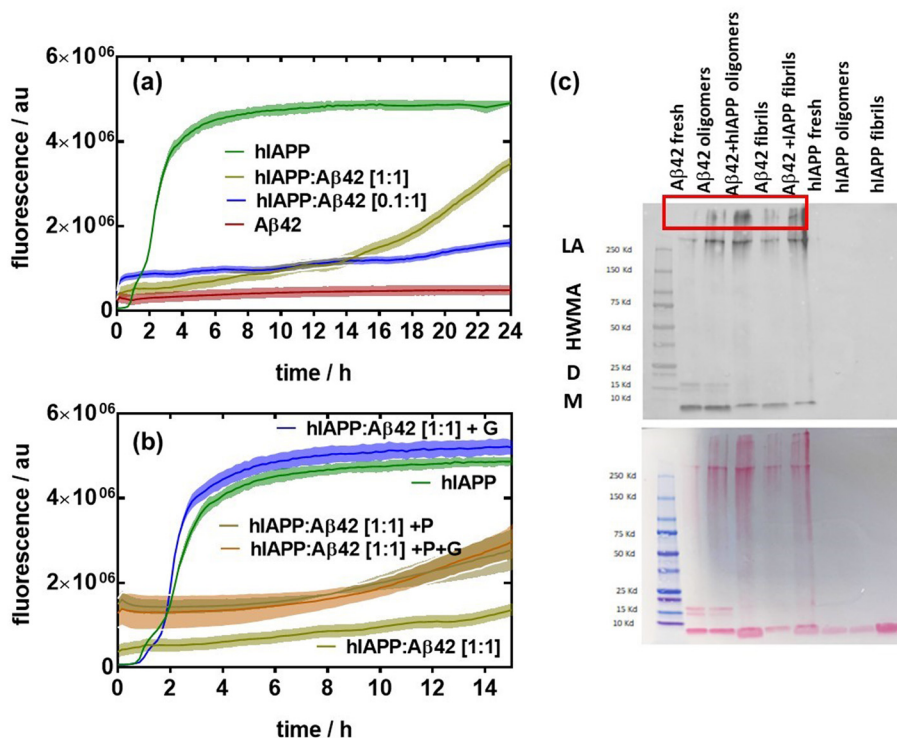 (a)
6×10⁰⁶
4×10⁰⁶
2×10⁰⁶
0
fluorescence / au
hIAPP
hIAPP:Aβ42 [1:1]
hIAPP:Aβ42 [0.1:1]
Aβ42
0 2 4 6 8 10 12 14 16 18 20 22 24
time / h
(b)
6×10⁰⁶
4×10⁰⁶
2×10⁰⁶
0
fluorescence / au
hIAPP:Aβ42 [1:1] + G
hIAPP
hIAPP:Aβ42 [1:1] +P
hIAPP:Aβ42 [1:1] +P+G
hIAPP:Aβ42 [1:1]
0 2 4 6 8 10 12 14
time / h
(c)
Aβ42 fresh
Aβ42 oligomers
Aβ42+hIAPP oligomers
Aβ42 fibrils
Aβ42 +IAPP fibrils
hIAPP fresh
hIAPP oligomers
hIAPP fibrils
LA
HWMA
D
M
250 Kd
150 Kd
75 Kd
50 Kd
25 Kd
15 Kd
10 Kd
250 Kd
150 Kd
75 Kd
50 Kd
25 Kd
15 Kd
10 Kd